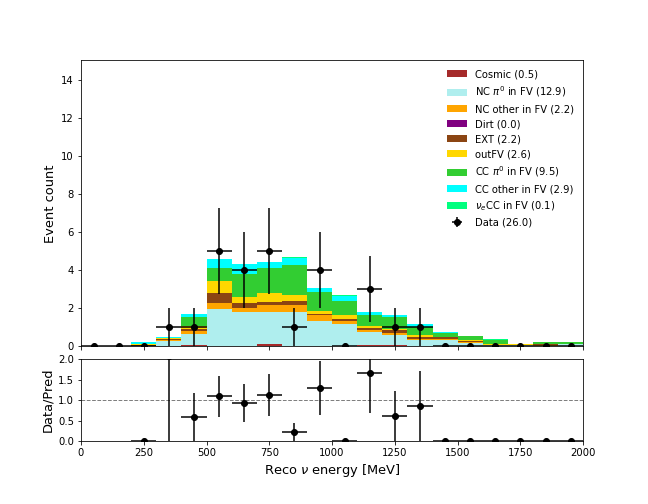 14
12
10
8
6
4
2
0
Event count
Cosmic (0.5)
NC π⁰ in FV (12.9)
NC other in FV (2.2)
Dirt (0.0)
EXT (2.2)
outFV (2.6)
CC π⁰ in FV (9.5)
CC other in FV (2.9)
νₑCC in FV (0.1)
Data (26.0)
2.0
1.5
1.0
0.5
0.0
Data/Pred
0 250 500 750 1000 1250 1500 1750 2000
Reco ν energy [MeV]